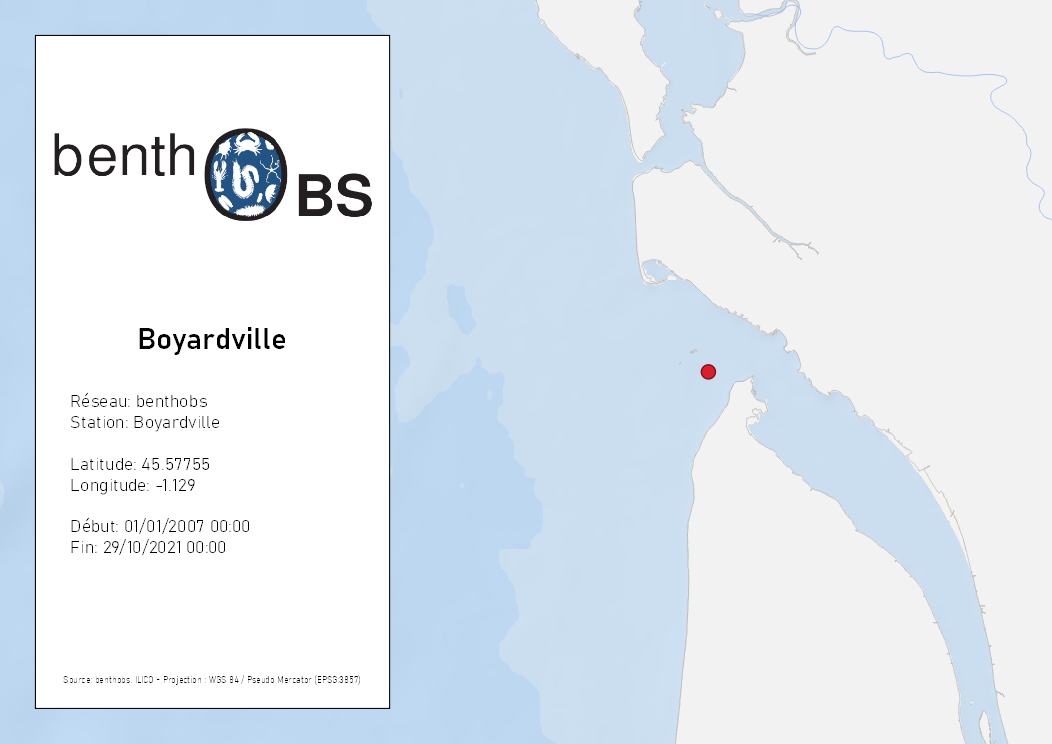 benthOBS
Boyardville
Réseau: benthobs
Station: Boyardville
Latitude: 45.57755
Longitude: -1.129
Début: 01/01/2007 00:00
Fin: 29/10/2021 00:00
Source: benthobs, ILICO - Projection : WGS 84 / Pseudo Mercator (EPSG:3857)